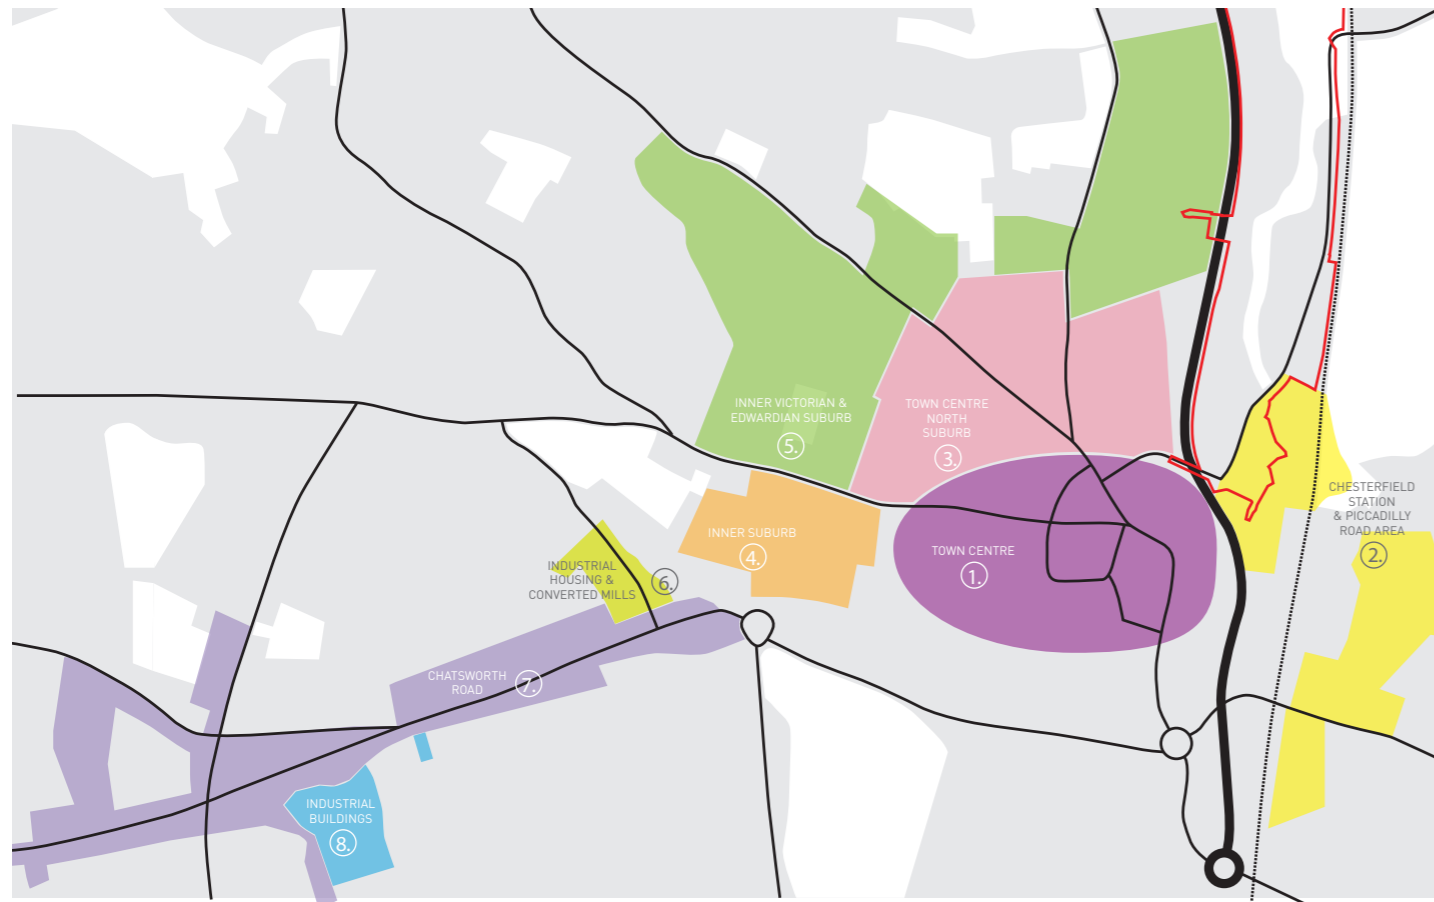 INNER VICTORIAN &
EDWARDIAN SUBURB
5.
TOWN CENTRE
NORTH
SUBURB
3.
CHESTERFIELD
STATION
& PICCADILLY
ROAD AREA
2.
INNER SUBURB
4.
TOWN CENTRE
1.
INDUSTRIAL
HOUSING &
CONVERTED MILLS
6.
CHATSWORTH
ROAD
7.
INDUSTRIAL
BUILDINGS
8.